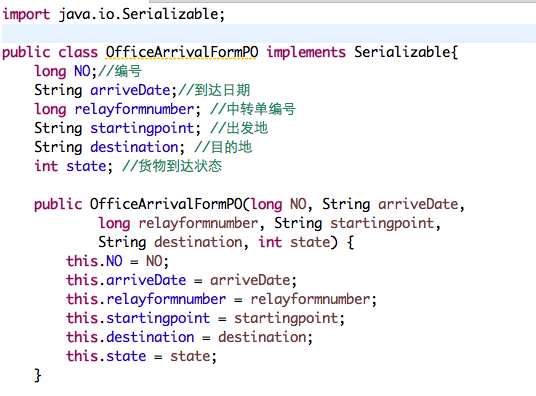 import java.io.Serializable;
public class OfficeArrivalFormPO implements Serializable{
long NO;//编号
String arriveDate;//到达日期
long relayformnumber; //中转单编号
String startingpoint; //出发地
String destination; //目的地
int state; //货物到达状态
public OfficeArrivalFormPO(long NO, String arriveDate,
long relayformnumber, String startingpoint,
String destination, int state) {
this.NO = NO;
this.arriveDate = arriveDate;
this.relayformnumber = relayformnumber;
this.startingpoint = startingpoint;
this.destination = destination;
this.state = state;
}